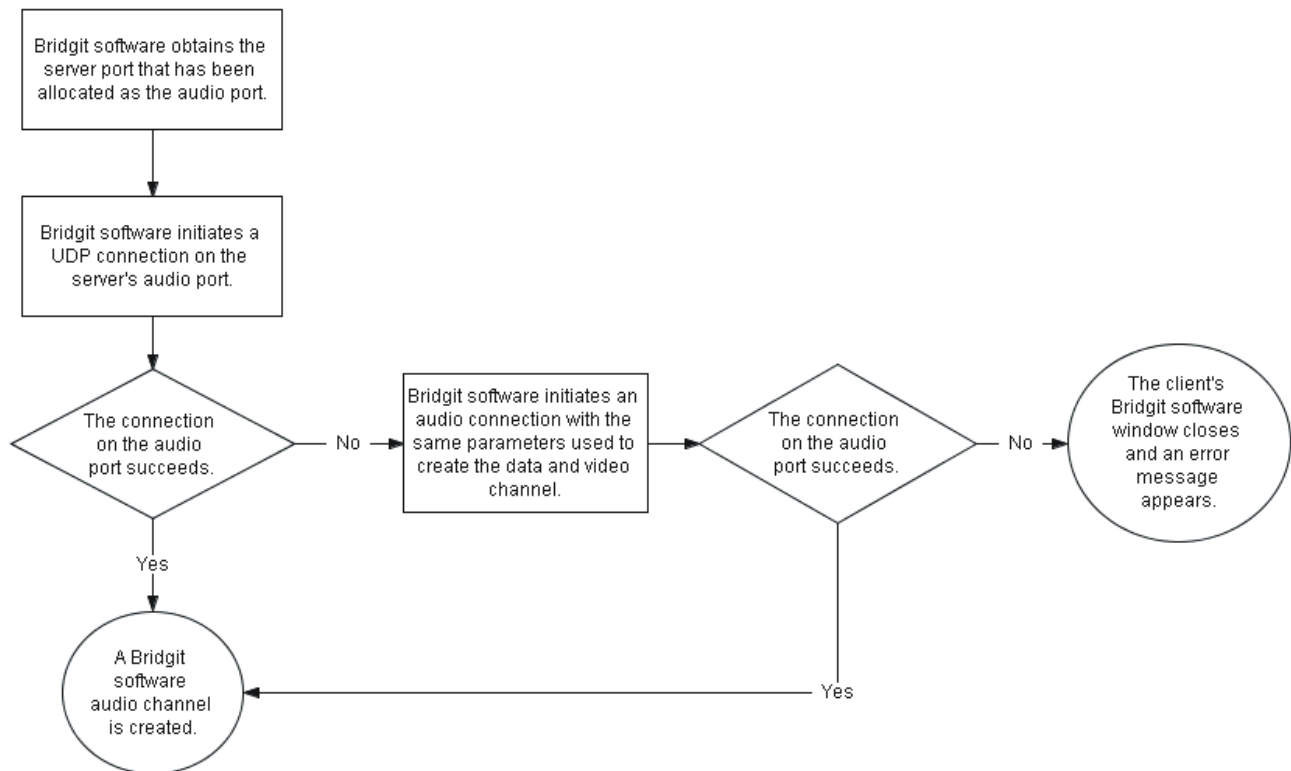 Bridgit software obtains the
server port that has been
allocated as the audio port.
Bridgit software initiates a
UDP connection on the
server's audio port.
The connection
on the audio
port succeeds.
No
Bridgit software initiates an
audio connection with the
same parameters used to
create the data and video
channel.
The connection
on the audio
port succeeds.
No
The client's
Bridgit software
window closes
and an error
message
appears.
Yes
A Bridgit
software
audio channel
is created.
Yes